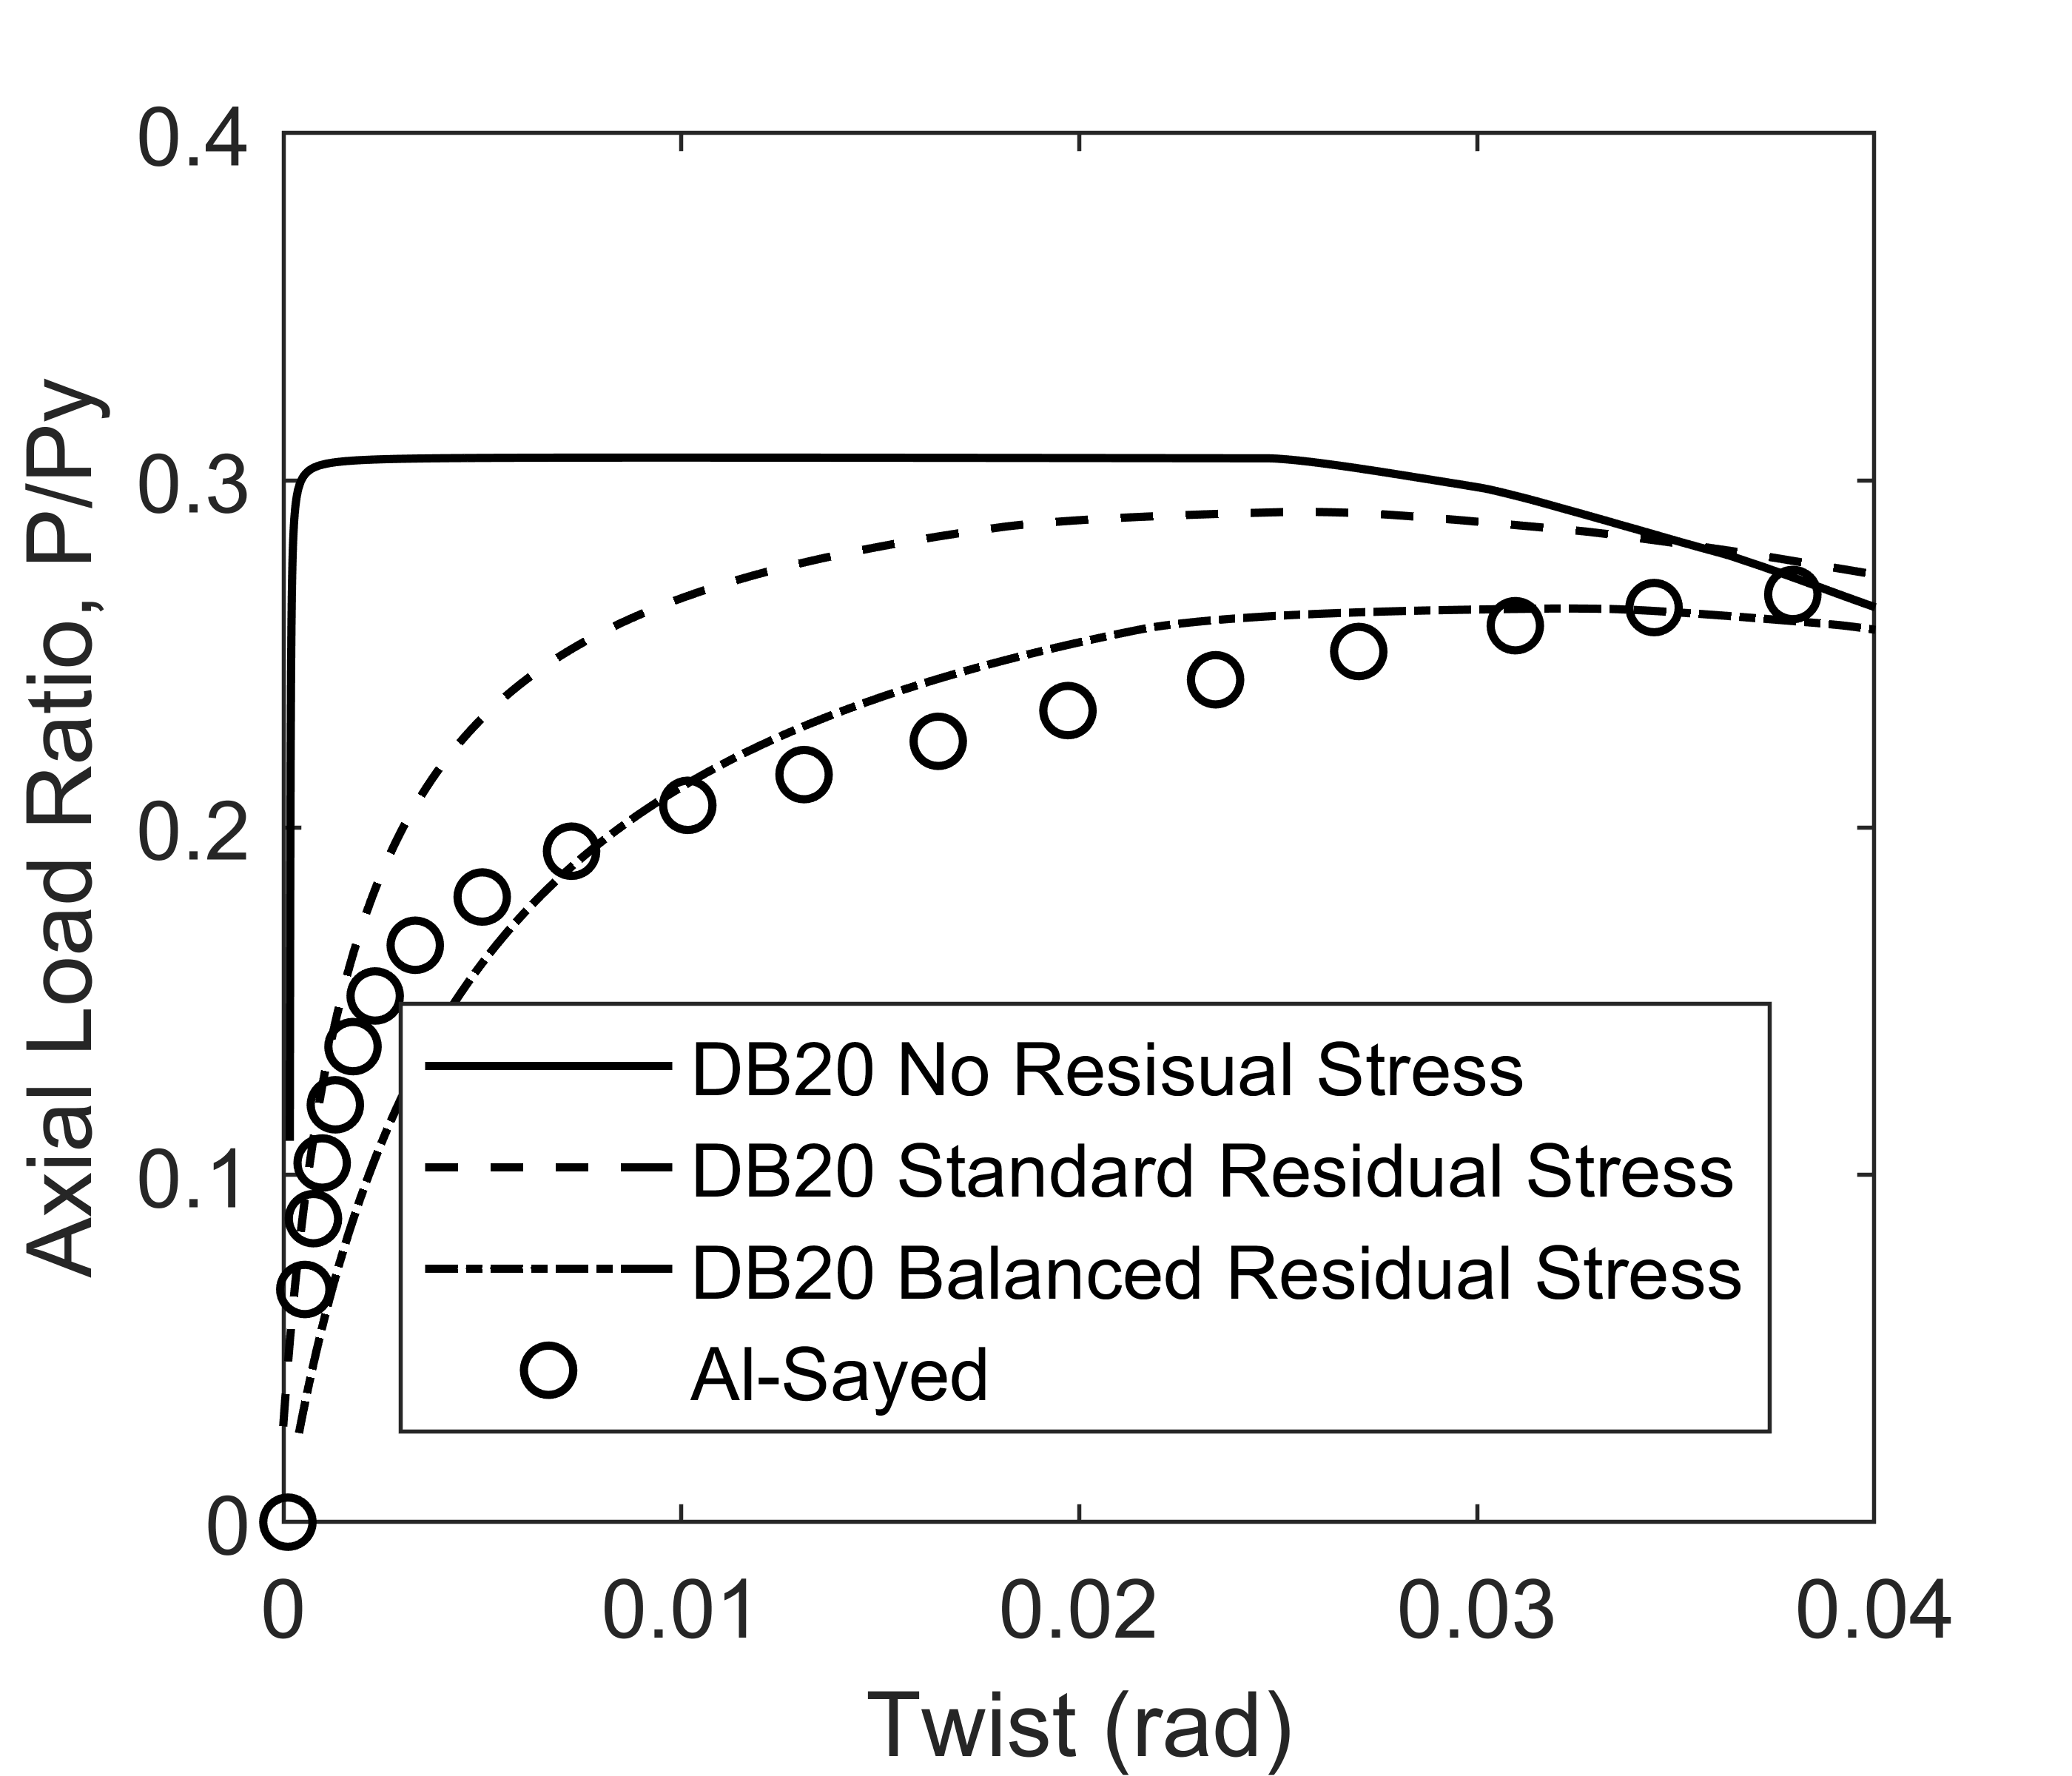 Axial Load Ratio, P/Py
0.4
0.3
0.2
0.1
0
0 0.01 0.02 0.03 0.04
Twist (rad)
DB20 No Resisual Stress
DB20 Standard Residual Stress
DB20 Balanced Residual Stress
Al-Sayed